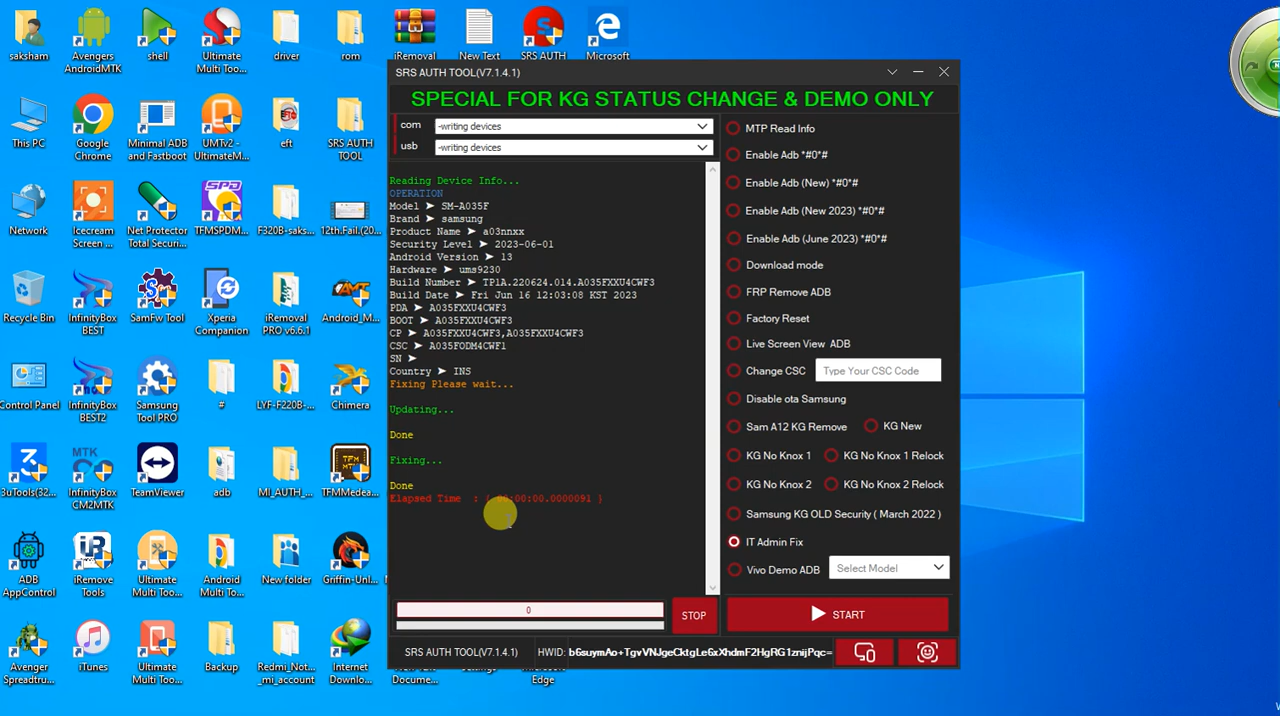 saksham
Avengers
AndroidMTK
shell
Ultimate
Multi Too...
driver
rom
iRemoval
New Text
SRS AUTH
Microsoft
This PC
Google
Chrome
Minimal ADB
and Fastboot
UMTv2 -
UltimateM...
eft
SRS AUTH
TOOL
Network
Icecream
Screen ...
Net Protector
Total Securi...
TFMSPDM...
F320B-saks...
12th.Fail.(20...
Recycle Bin
InfinityBox
BEST
SamFw Tool
Xperia
Companion
iRemoval
PRO v6.6.1
Android_M...
Control Panel
InfinityBox
BEST2
Samsung
Tool PRO
#
LYF-F220B-...
Chimera
3uTools(32...
InfinityBox
CM2MTK
TeamViewer
adb
MI_AUTH_...
TFMMedea...
ADB
AppControl
iRemove
Tools
Ultimate
Multi Too...
Android
Multi To...
New folder
Griffin-Unl...
Avenger
Spreadtru...
iTunes
Ultimate
Multi Too...
Backup
Redmi_Not...
_mi_account
Internet
Downlo...
Docume...
Edge
SRS AUTH TOOL(V7.1.4.1)
SPECIAL FOR KG STATUS CHANGE & DEMO ONLY
com -writing devices
usb -writing devices
Reading Device Info...
OPERATION
Model ➤ SM-A035F
Brand ➤ samsung
Product Name ➤ a03nnxx
Security Level ➤ 2023-06-01
Android Version ➤ 13
Hardware ➤ ums9230
Build Number ➤ TP1A.220624.014.A035FXXU4CWF3
Build Date ➤ Fri Jun 16 12:03:08 KST 2023
PDA ➤ A035FXXU4CWF3
BOOT ➤ A035FXXU4CWF3
CP ➤ A035FXXU4CWF3,A035FXXU4CWF3
CSC ➤ A035FODM4CWF1
SN ➤
Country ➤ INS
Fixing Please wait...
Updating...
Done
Fixing...
Done
Elapsed Time : ( 00:00:00.0000091 )
0
STOP
MTP Read Info
Enable Adb *#0*#
Enable Adb (New) *#0*#
Enable Adb (New 2023) *#0*#
Enable Adb (June 2023) *#0*#
Download mode
FRP Remove ADB
Factory Reset
Live Screen View ADB
Change CSC Type Your CSC Code
Disable ota Samsung
Sam A12 KG Remove KG New
KG No Knox 1 KG No Knox 1 Relock
KG No Knox 2 KG No Knox 2 Relock
Samsung KG OLD Security ( March 2022 )
IT Admin Fix
Vivo Demo ADB Select Model
START
SRS AUTH TOOL(V7.1.4.1) HWID: b6suymAo+TgvVNJgeCktgLe6xXhdmF2HgRG1znijPqc=